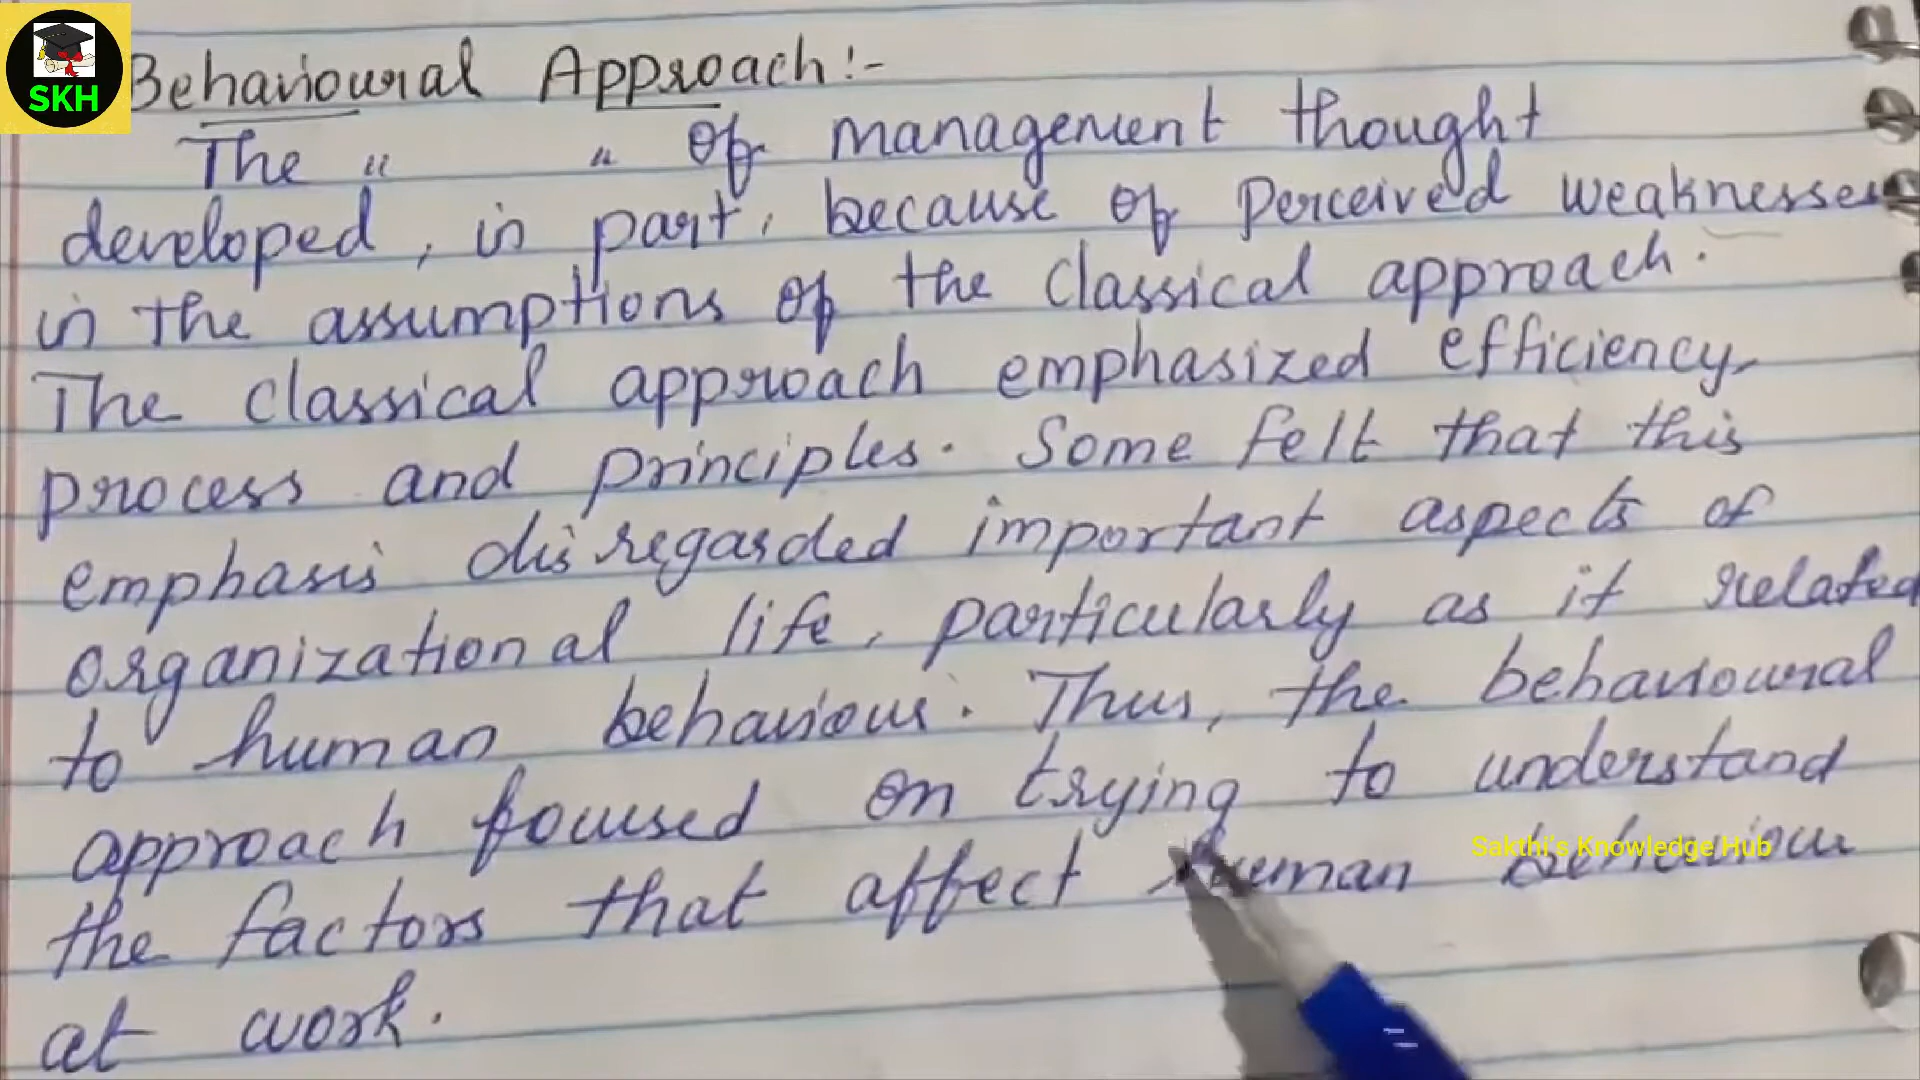 SKH
Behavioural Approach:-
The " " of management thought
developed, in part, because of perceived weaknesses
in the assumptions of the classical approach.
The classical approach emphasized efficiency,
process and principles. Some felt that this
emphasis disregarded important aspects of
organizational life, particularly as it related
to human behaviour. Thus, the behavioural
approach focused on trying to understand
the factors that affect human behaviour
Sakthi's Knowledge Hub
at work.